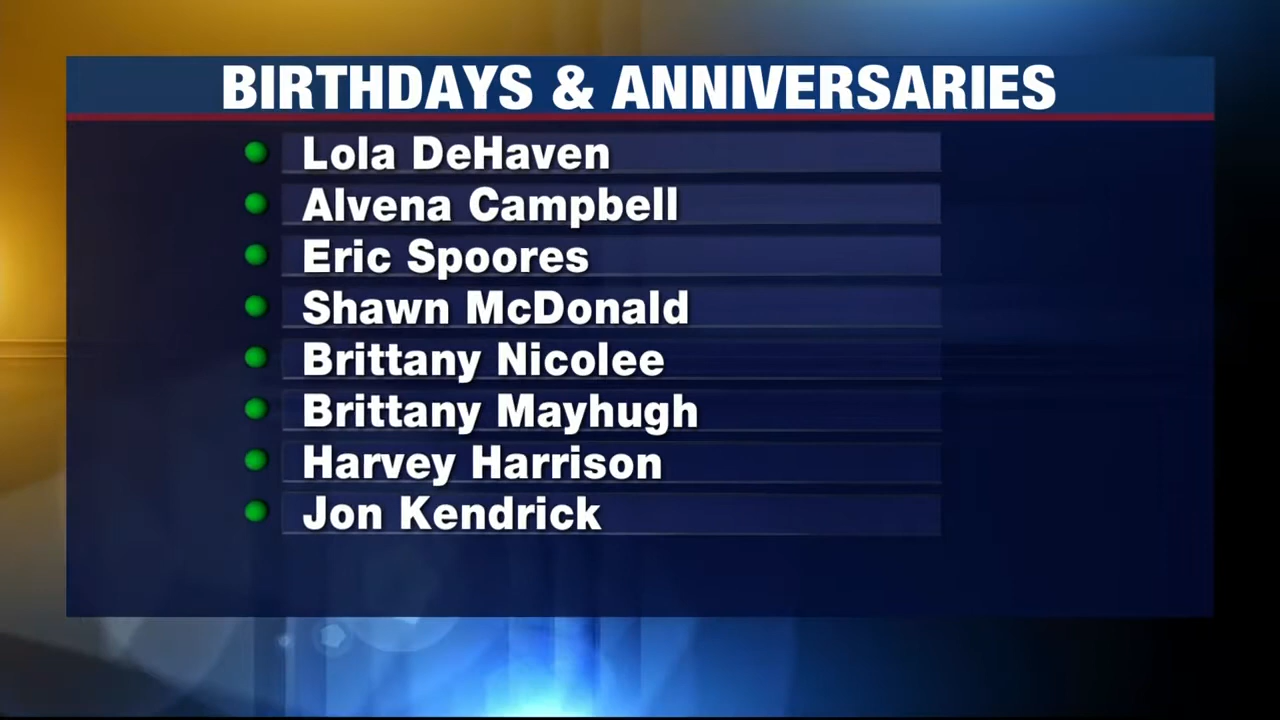 BIRTHDAYS & ANNIVERSARIES
Lola DeHaven
Alvena Campbell
Eric Spoores
Shawn McDonald
Brittany Nicolee
Brittany Mayhugh
Harvey Harrison
Jon Kendrick